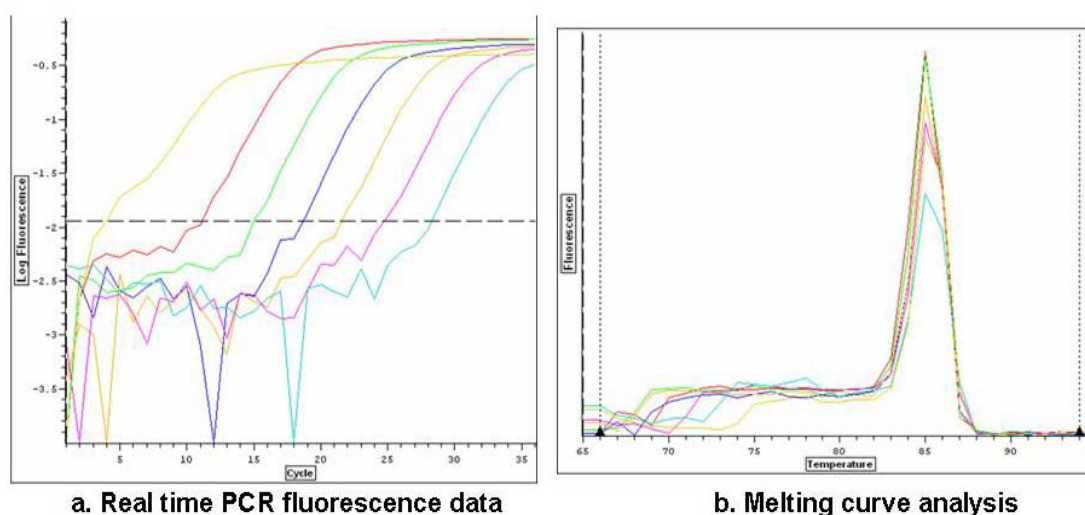 Log Fluorescence
-0.5
-1
-1.5
-2
-2.5
-3
-3.5
5 10 15 20 25 30 35
Cycle
a. Real time PCR fluorescence data
Fluorescence
65 70 75 80 85 90
Temperature
b. Melting curve analysis